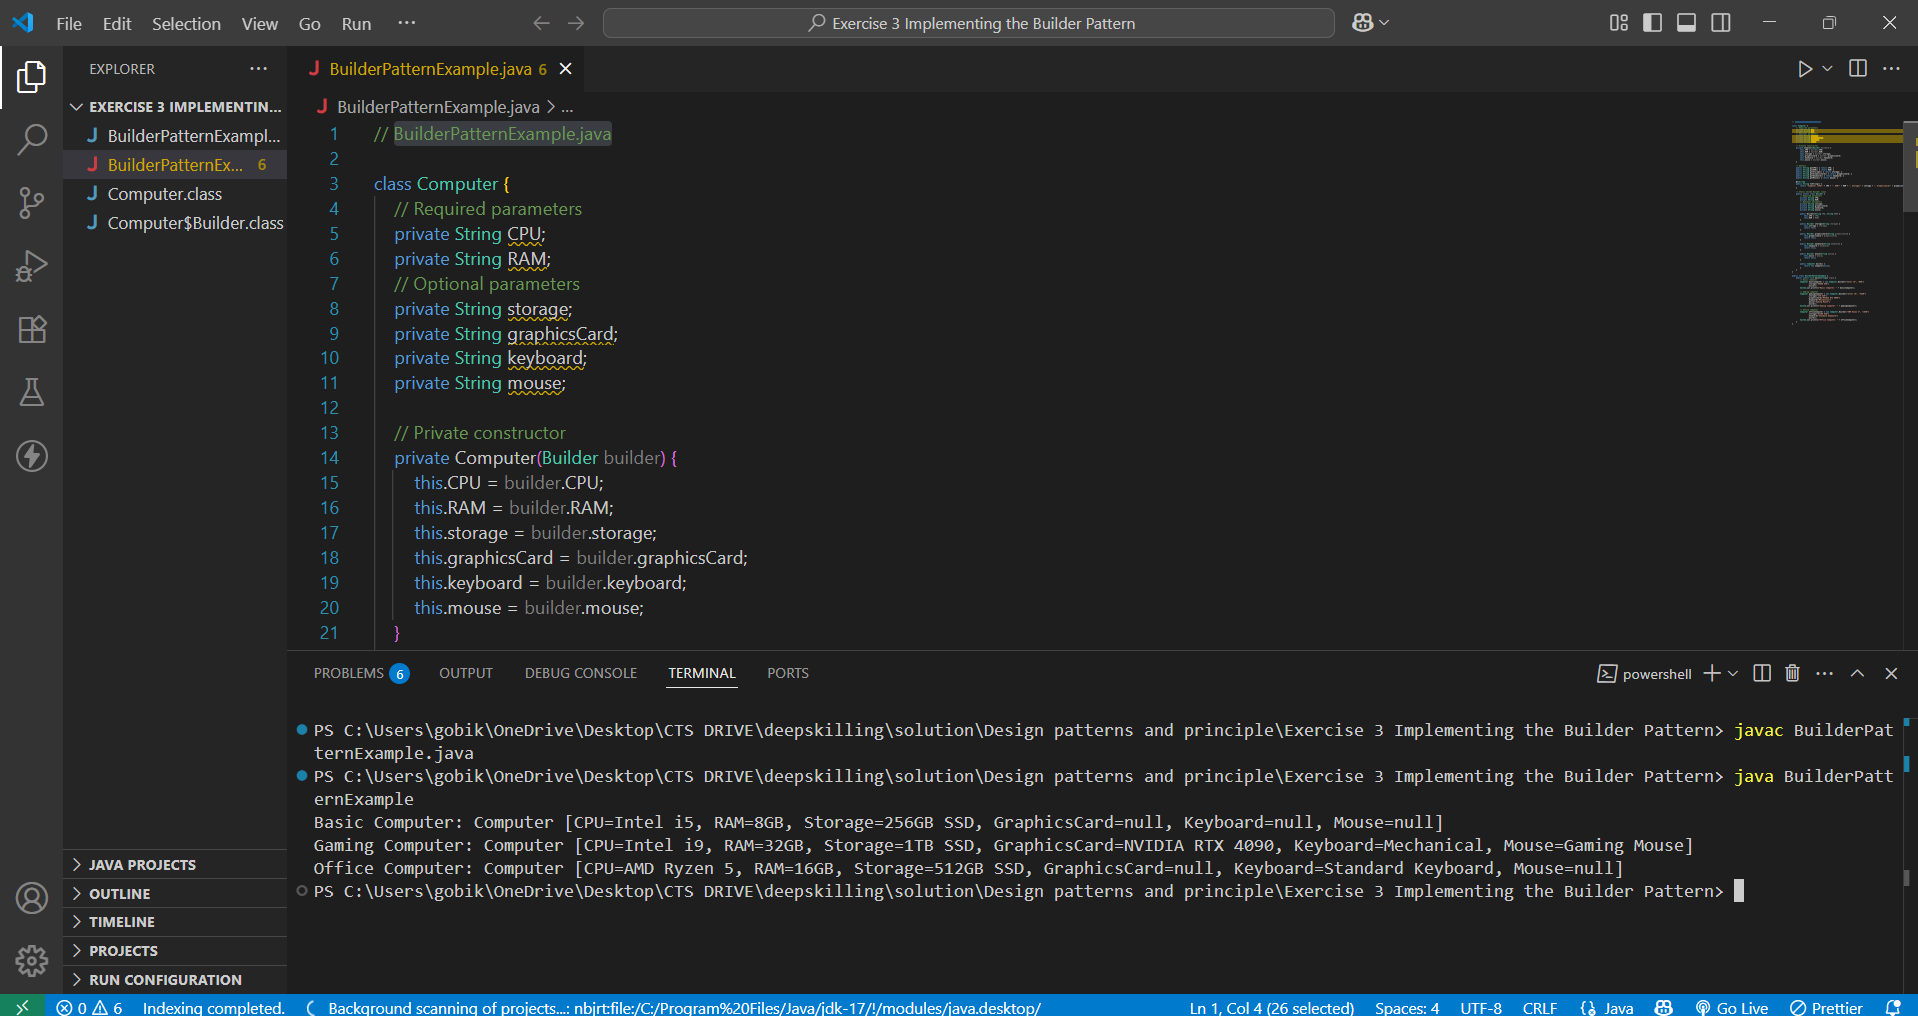 File Edit Selection View Go Run ···
Exercise 3 Implementing the Builder Pattern
EXPLORER ···
EXERCISE 3 IMPLEMENTIN...
J BuilderPatternExampl...
J BuilderPatternEx... 6
J Computer.class
J Computer$Builder.class
JAVA PROJECTS
OUTLINE
TIMELINE
PROJECTS
RUN CONFIGURATION
J BuilderPatternExample.java 6
J BuilderPatternExample.java > ...
1 // BuilderPatternExample.java
2
3 class Computer {
4 // Required parameters
5 private String CPU;
6 private String RAM;
7 // Optional parameters
8 private String storage;
9 private String graphicsCard;
10 private String keyboard;
11 private String mouse;
12
13 // Private constructor
14 private Computer(Builder builder) {
15 this.CPU = builder.CPU;
16 this.RAM = builder.RAM;
17 this.storage = builder.storage;
18 this.graphicsCard = builder.graphicsCard;
19 this.keyboard = builder.keyboard;
20 this.mouse = builder.mouse;
21 }
PROBLEMS 6 OUTPUT DEBUG CONSOLE TERMINAL PORTS
powershell
PS C:\Users\gobik\OneDrive\Desktop\CTS DRIVE\deepskilling\solution\Design patterns and principle\Exercise 3 Implementing the Builder Pattern> javac BuilderPat
ternExample.java
PS C:\Users\gobik\OneDrive\Desktop\CTS DRIVE\deepskilling\solution\Design patterns and principle\Exercise 3 Implementing the Builder Pattern> java BuilderPatt
ernExample
Basic Computer: Computer [CPU=Intel i5, RAM=8GB, Storage=256GB SSD, GraphicsCard=null, Keyboard=null, Mouse=null]
Gaming Computer: Computer [CPU=Intel i9, RAM=32GB, Storage=1TB SSD, GraphicsCard=NVIDIA RTX 4090, Keyboard=Mechanical, Mouse=Gaming Mouse]
Office Computer: Computer [CPU=AMD Ryzen 5, RAM=16GB, Storage=512GB SSD, GraphicsCard=null, Keyboard=Standard Keyboard, Mouse=null]
PS C:\Users\gobik\OneDrive\Desktop\CTS DRIVE\deepskilling\solution\Design patterns and principle\Exercise 3 Implementing the Builder Pattern>
0 6 Indexing completed. Background scanning of projects...: nbjrt:file:/C:/Program%20Files/Java/jdk-17/!/modules/java.desktop/ Ln 1, Col 4 (26 selected) Spaces: 4 UTF-8 CRLF {} Java Go Live Prettier